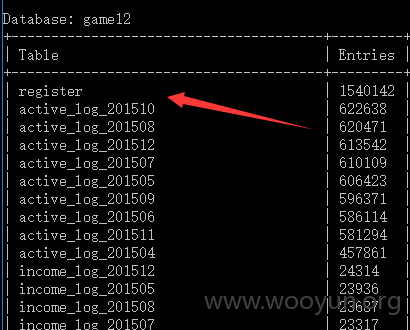 Database: game12
Table Entries
register 1540142
active_log_201510 622638
active_log_201508 620471
active_log_201512 613542
active_log_201507 610109
active_log_201505 606423
active_log_201509 596371
active_log_201506 586114
active_log_201511 581294
active_log_201504 457861
income_log_201512 24314
income_log_201505 23936
income_log_201508 23687
income_log_201507 23317
www.wooyun.org